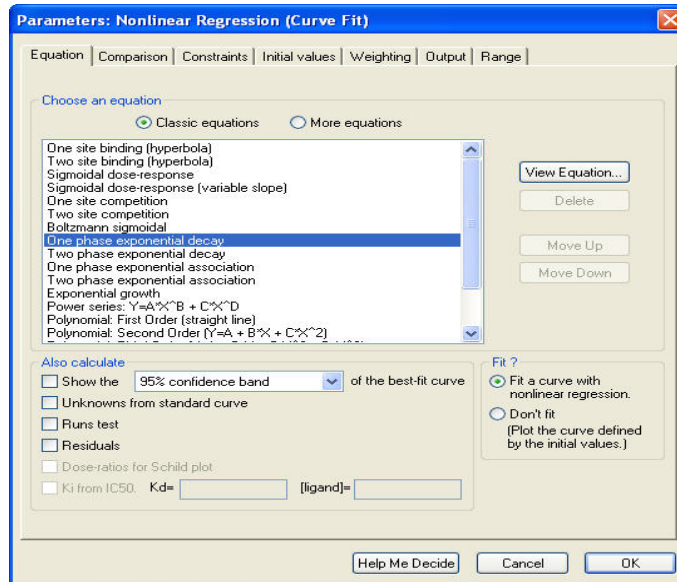 Parameters: Nonlinear Regression (Curve Fit)
Equation Comparison Constraints Initial values Weighting Output Range
Choose an equation
Classic equations More equations
One site binding (hyperbola)
Two site binding (hyperbola)
Sigmoidal dose-response
Sigmoidal dose-response (variable slope)
One site competition
Two site competition
Boltzmann sigmoidal
One phase exponential decay
Two phase exponential decay
One phase exponential association
Two phase exponential association
Exponential growth
Power series: Y=A*X^B + C*X^D
Polynomial: First Order (straight line)
Polynomial: Second Order (Y=A + B*X + C*X^2)
View Equation...
Delete
Move Up
Move Down
Also calculate
Show the 95% confidence band of the best-fit curve
Unknowns from standard curve
Runs test
Residuals
Dose-ratios for Schild plot
Ki from IC50. Kd= [ligand]=
Fit ?
Fit a curve with
nonlinear regression.
Don't fit
(Plot the curve defined
by the initial values.)
Help Me Decide Cancel OK